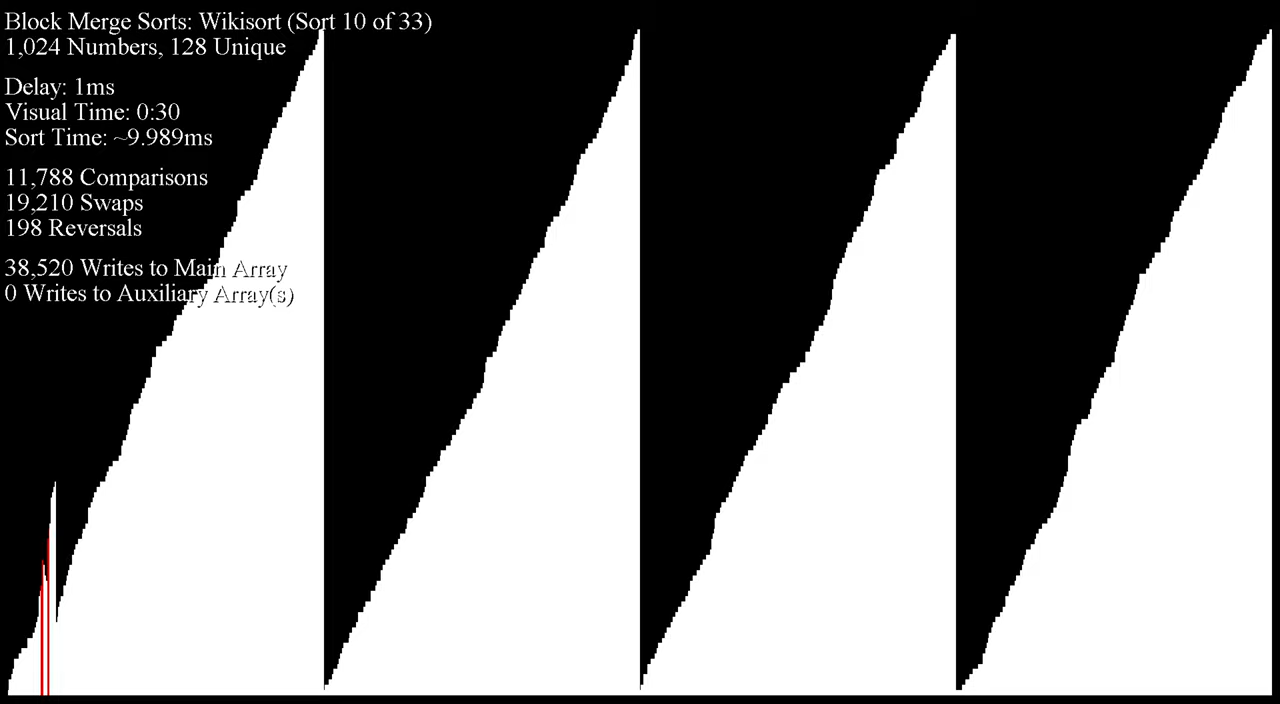 Block Merge Sorts: Wikisort (Sort 10 of 33)
1,024 Numbers, 128 Unique
Delay: 1ms
Visual Time: 0:30
Sort Time: ~9.989ms
11,788 Comparisons
19,210 Swaps
198 Reversals
38,520 Writes to Main Array
0 Writes to Auxiliary Array(s)